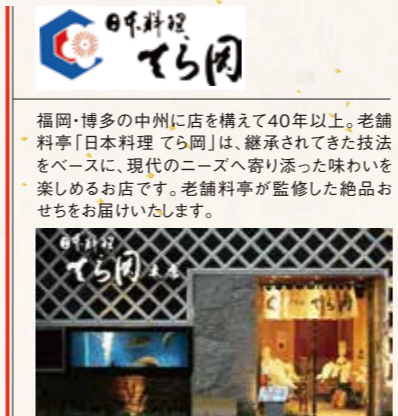 日本料理
てら岡
福岡・博多の中州に店を構えて40年以上。老舗
料亭「日本料理 てら岡」は、継承されてきた技法
をベースに、現代のニーズへ寄り添った味わいを
楽しめるお店です。老舗料亭が監修した絶品お
せちをお届けいたします。
日本料理
てら岡本店
てら岡